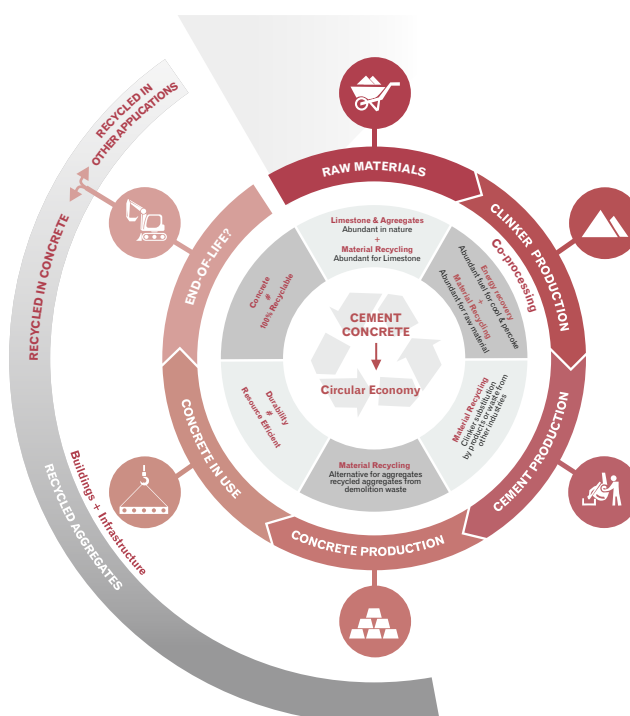 RECYCLED IN
OTHER APPLICATIONS
RECYCLED IN CONCRETE
RECYCLED AGGREGATES
Buildings + Infrastructure
RAW MATERIALS
CLINKER PRODUCTION
Co-processing
CEMENT PRODUCTION
CONCRETE PRODUCTION
CONCRETE IN USE
END-OF-LIFE?
Limestone & Agreegates
Abundant in nature
+
Material Recycling
Abundant for Limestone
Energy recovery
Abundant fuel for cool & percoke
+
Material Recycling
Abundant for raw material
Material Recycling
Clinker substitution
by products or waste from
other industries
Material Recycling
Alternative for aggregates
recycled aggregates from
demolition waste
Durability
#
Resource Efficient
Concrete
#
100% Recyclable
CEMENT
CONCRETE
Circular Economy